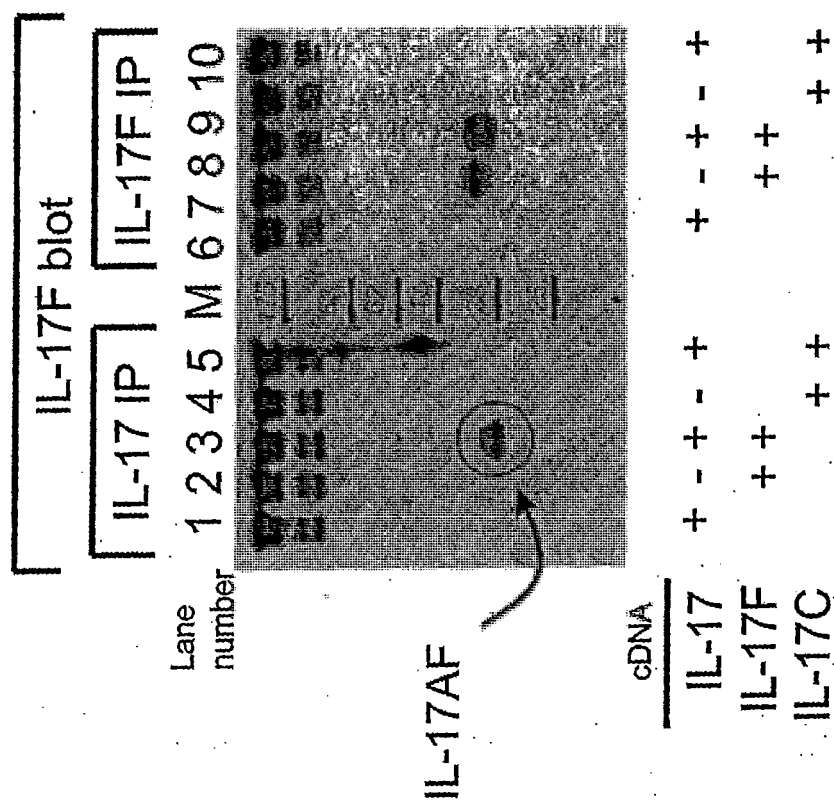 IL-17F blot
IL-17 IP IL-17F IP
Lane number 1 2 3 4 5 M 6 7 8 9 10
IL-17AF
cDNA
IL-17 + - + - + + - + - +
IL-17F + + + +
IL-17C + + + +